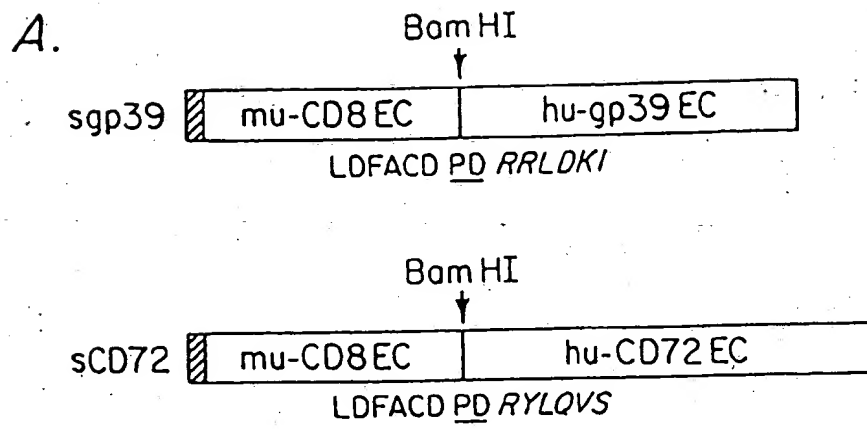 A.
Bam HI
sgp39 mu-CD8 EC hu-gp39 EC
LDFACD PD RRLDKI
Bam HI
sCD72 mu-CD8 EC hu-CD72 EC
LDFACD PD RYLQVS